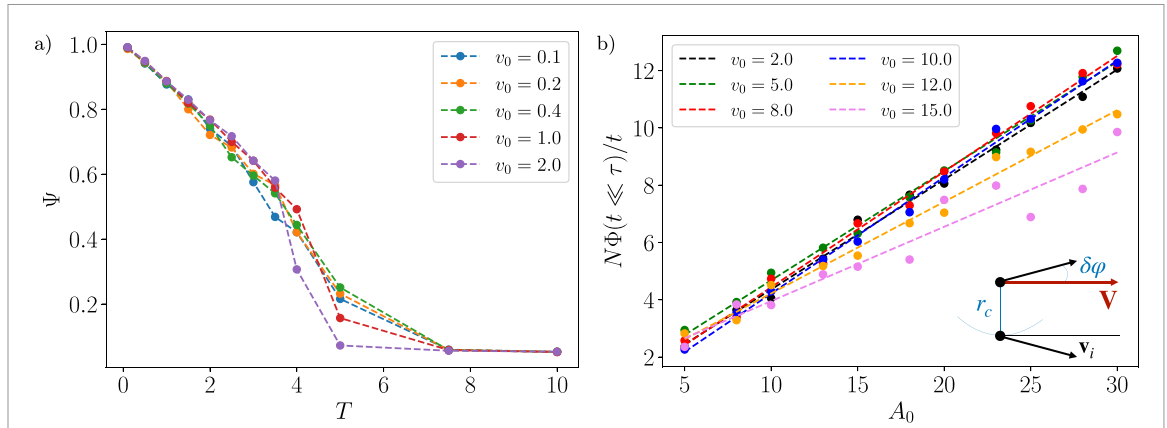 a)
1.0
0.8
0.6
0.4
0.2
Ψ
0 2 4 6 8 10
T
v₀ = 0.1
v₀ = 0.2
v₀ = 0.4
v₀ = 1.0
v₀ = 2.0
b)
12
10
8
6
4
2
NΦ(t ≪ τ)/t
5 10 15 20 25 30
A₀
v₀ = 2.0 v₀ = 10.0
v₀ = 5.0 v₀ = 12.0
v₀ = 8.0 v₀ = 15.0
δφ
r_c V
v_i